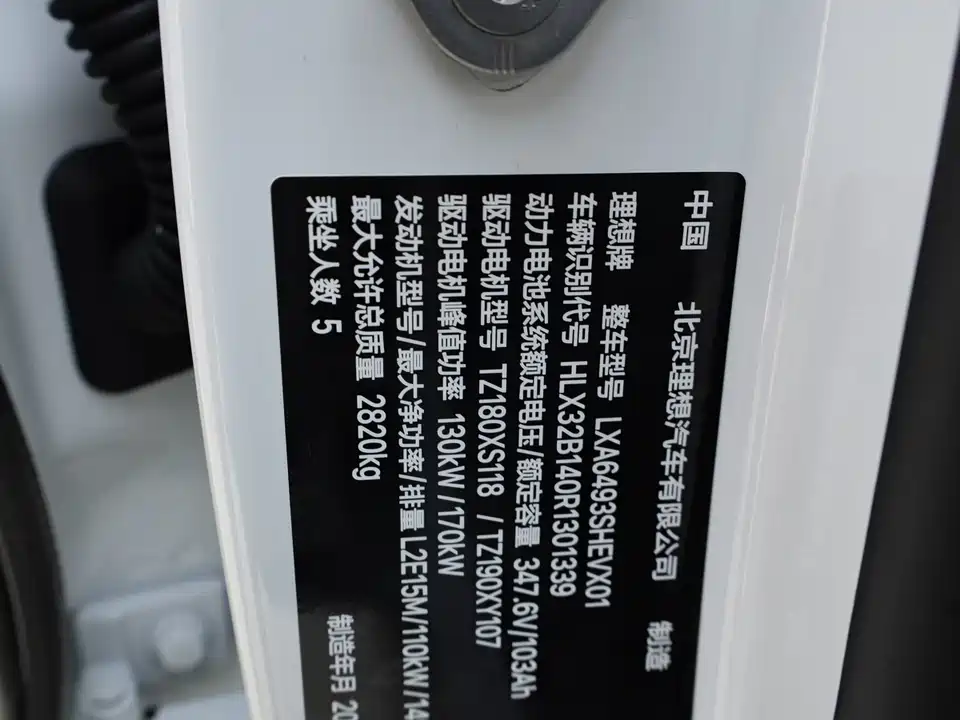 中国 北京理想汽车有限公司 制造
理想牌 整车型号 LXA6493SHEVX01
车辆识别代号 HLX32B140R1301339
动力电池系统额定电压/额定容量 347.6V/103Ah
驱动电机型号 TZ180XS118 / TZ190XY107
驱动电机峰值功率 130kW/170kW
发动机型号/最大净功率/排量 L2E15M/110kW/14
最大允许总质量 2820kg
乘坐人数 5 制造年月 20